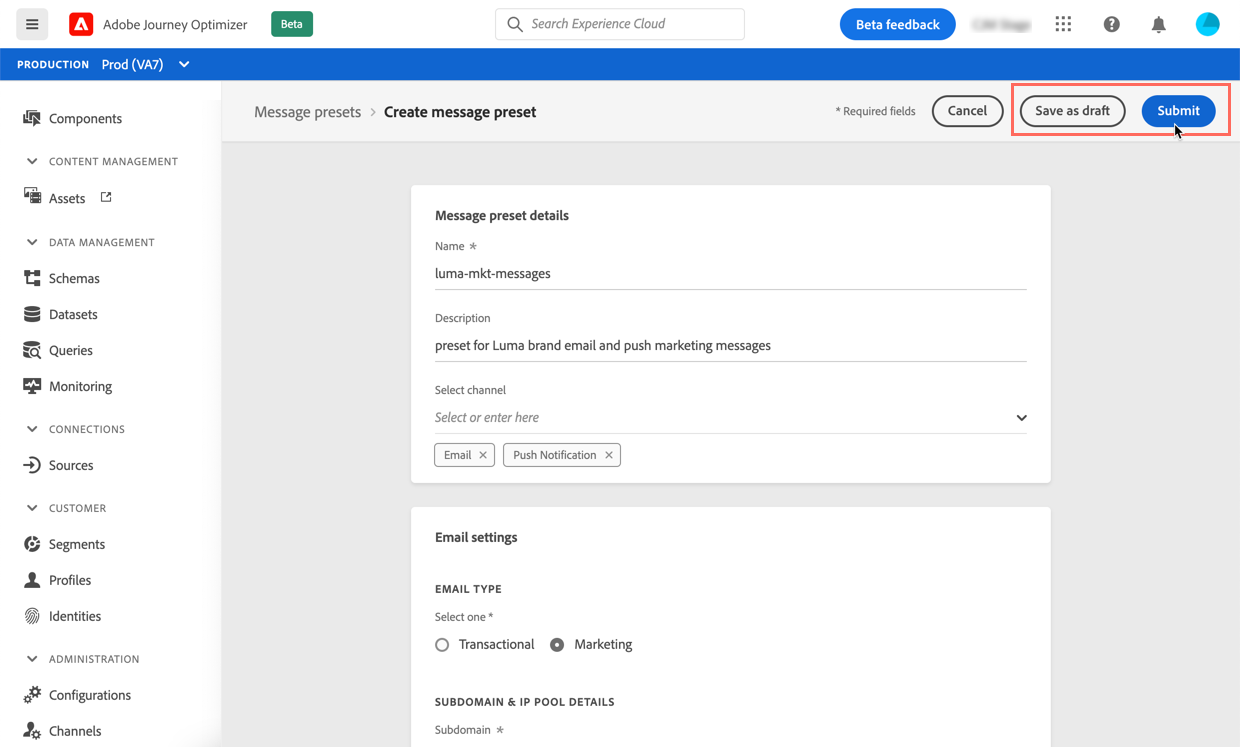 Adobe Journey Optimizer
Beta
Search Experience Cloud
Beta feedback
PRODUCTION Prod (VA7)
Message presets > Create message preset
* Required fields
Cancel
Save as draft
Submit
Components
CONTENT MANAGEMENT
Assets
DATA MANAGEMENT
Schemas
Datasets
Queries
Monitoring
CONNECTIONS
Sources
CUSTOMER
Segments
Profiles
Identities
ADMINISTRATION
Configurations
Channels
Message preset details
Name *
luma-mkt-messages
Description
preset for Luma brand email and push marketing messages
Select channel
Select or enter here
Email
Push Notification
Email settings
EMAIL TYPE
Select one *
Transactional
Marketing
SUBDOMAIN & IP POOL DETAILS
Subdomain *